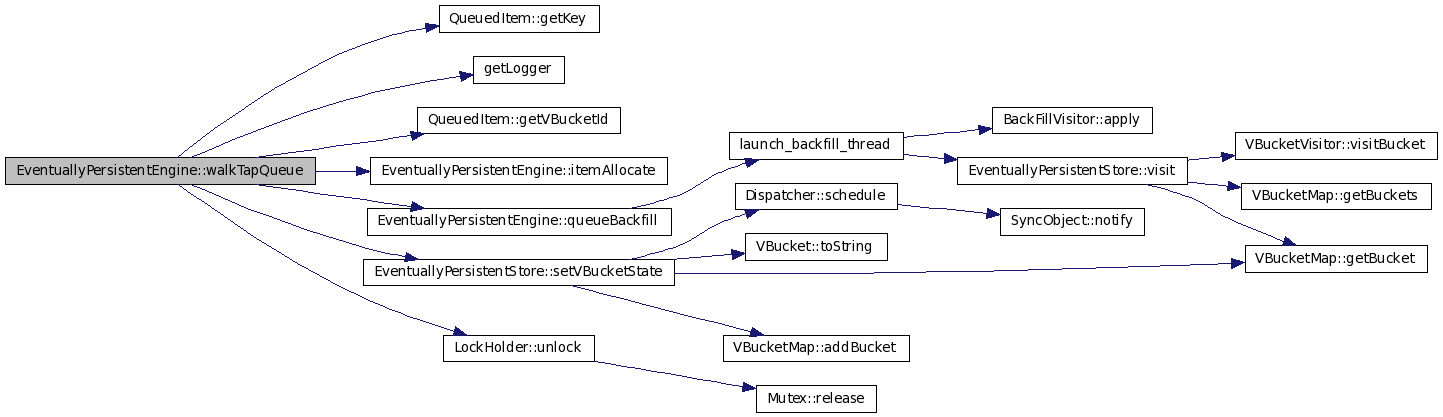 QueuedItem::getKey
getLogger
QueuedItem::getVBucketId
EventuallyPersistentEngine::walkTapQueue
EventuallyPersistentEngine::itemAllocate
EventuallyPersistentEngine::queueBackfill
EventuallyPersistentStore::setVBucketState
LockHolder::unlock
launch_backfill_thread
Dispatcher::schedule
VBucket::toString
VBucketMap::addBucket
Mutex::release
BackFillVisitor::apply
EventuallyPersistentStore::visit
SyncObject::notify
VBucketVisitor::visitBucket
VBucketMap::getBuckets
VBucketMap::getBucket